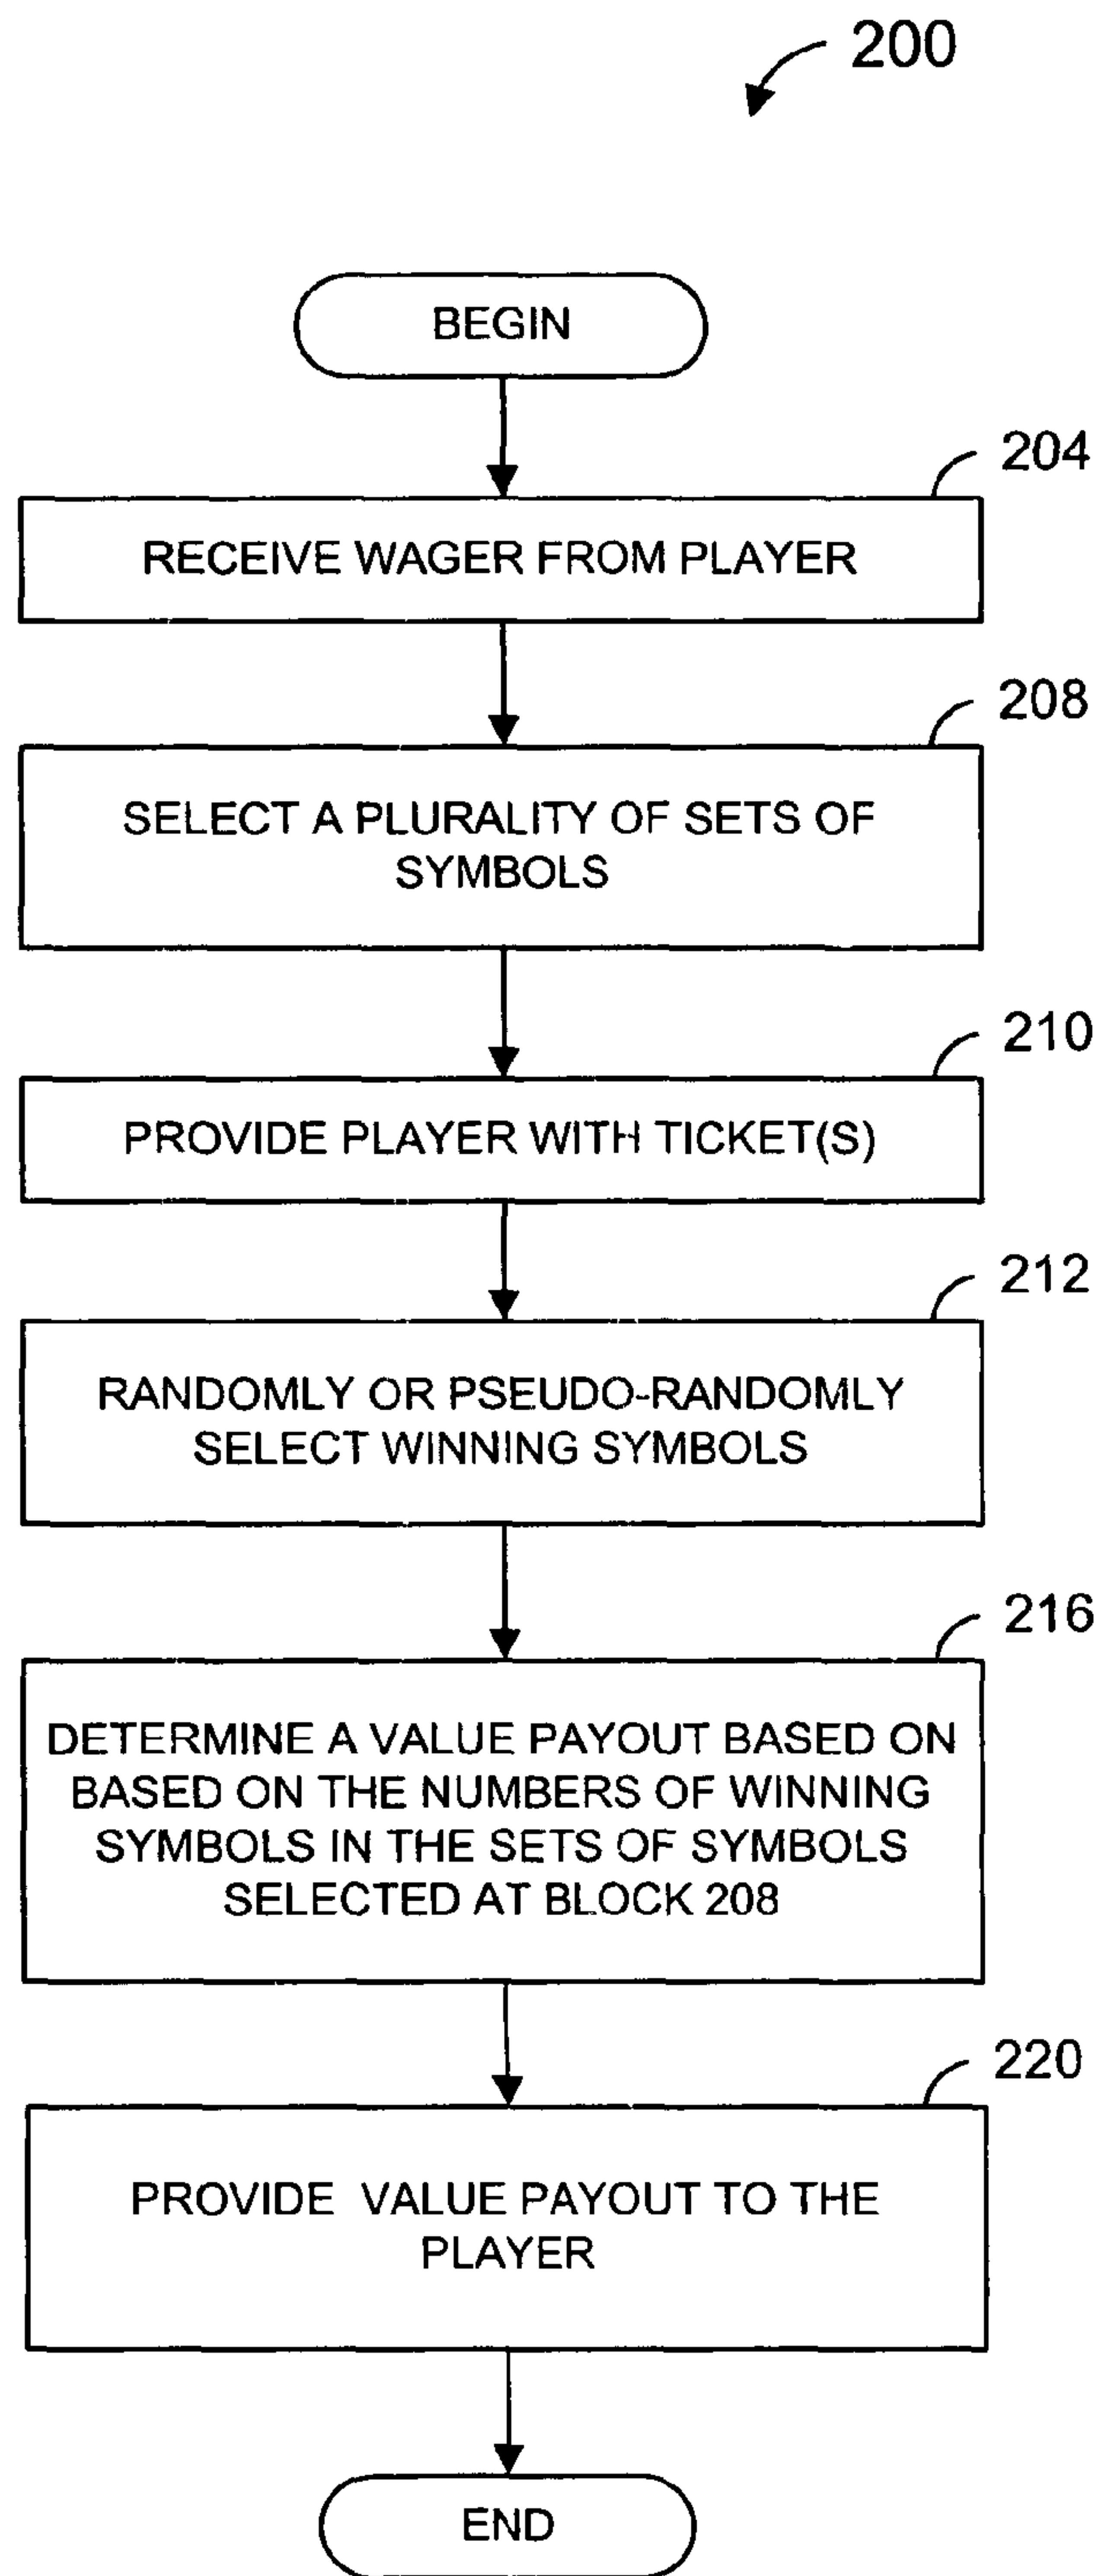 200
BEGIN
204
RECEIVE WAGER FROM PLAYER
208
SELECT A PLURALITY OF SETS OF
SYMBOLS
210
PROVIDE PLAYER WITH TICKET(S)
212
RANDOMLY OR PSEUDO-RANDOMLY
SELECT WINNING SYMBOLS
216
DETERMINE A VALUE PAYOUT BASED ON
BASED ON THE NUMBERS OF WINNING
SYMBOLS IN THE SETS OF SYMBOLS
SELECTED AT BLOCK 208
220
PROVIDE VALUE PAYOUT TO THE
PLAYER
END